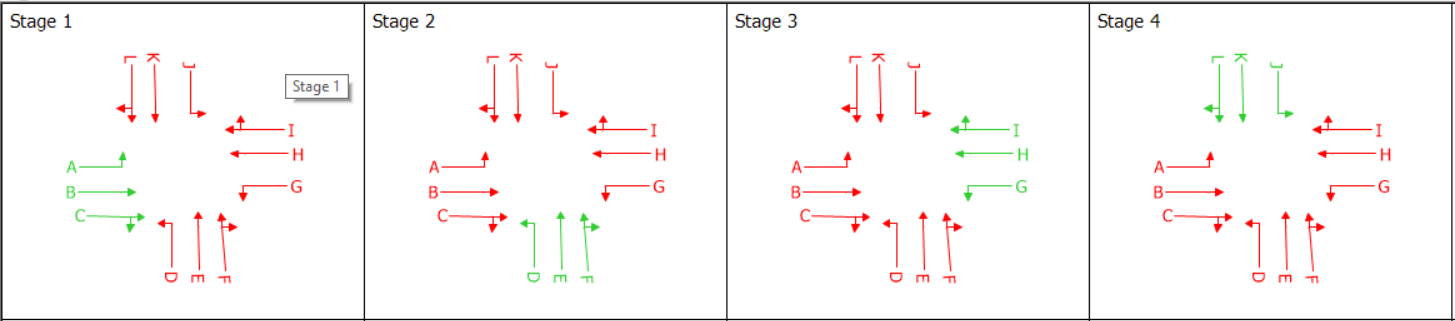 Stage 1
Stage 2
Stage 3
Stage 4
L K J
Stage 1
I
A H
B G
C
D E F
L K J
I
A H
B G
C
D E F
L K J
I
A H
B G
C
D E F
L K J
I
A H
B G
C
D E F